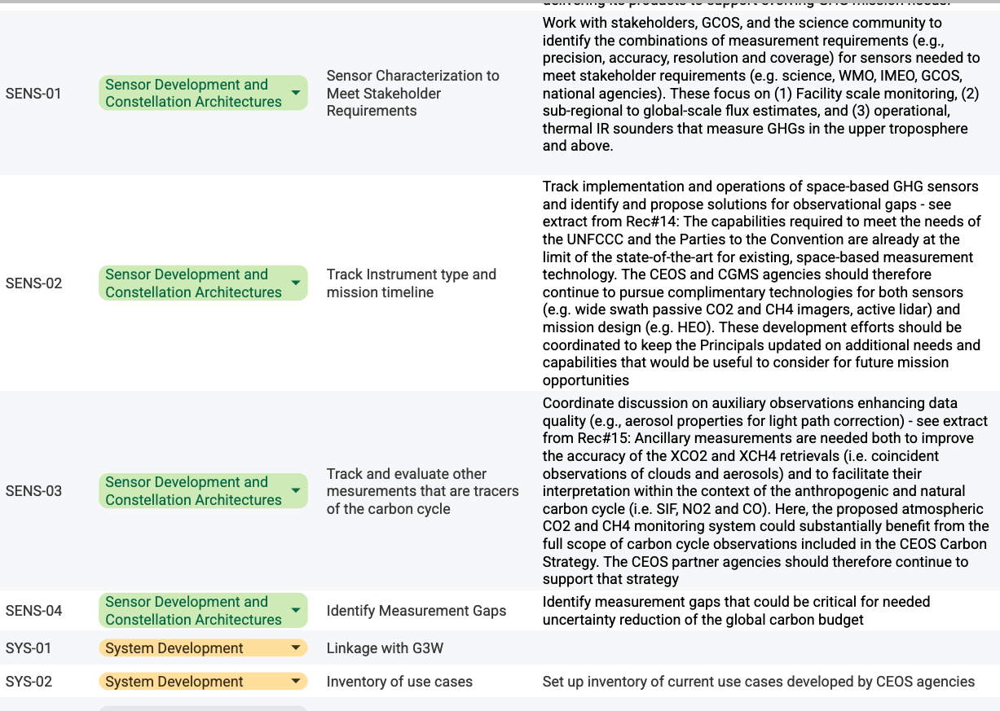 delivering its products to support evolving GHG mission needs.
SENS-01
Sensor Development and
Constellation Architectures
Sensor Characterization to
Meet Stakeholder
Requirements
Work with stakeholders, GCOS, and the science community to
identify the combinations of measurement requirements (e.g.,
precision, accuracy, resolution and coverage) for sensors needed to
meet stakeholder requirements (e.g. science, WMO, IMEO, GCOS,
national agencies). These focus on (1) Facility scale monitoring, (2)
sub-regional to global-scale flux estimates, and (3) operational,
thermal IR sounders that measure GHGs in the upper troposphere
and above.
SENS-02
Sensor Development and
Constellation Architectures
Track Instrument type and
mission timeline
Track implementation and operations of space-based GHG sensors
and identify and propose solutions for observational gaps - see
extract from Rec#14: The capabilities required to meet the needs of
the UNFCCC and the Parties to the Convention are already at the
limit of the state-of-the-art for existing, space-based measurement
technology. The CEOS and CGMS agencies should therefore
continue to pursue complimentary technologies for both sensors
(e.g. wide swath passive CO2 and CH4 imagers, active lidar) and
mission design (e.g. HEO). These development efforts should be
coordinated to keep the Principals updated on additional needs and
capabilities that would be useful to consider for future mission
opportunities
SENS-03
Sensor Development and
Constellation Architectures
Track and evaluate other
mesurements that are tracers
of the carbon cycle
Coordinate discussion on auxiliary observations enhancing data
quality (e.g., aerosol properties for light path correction) - see extract
from Rec#15: Ancillary measurements are needed both to improve
the accuracy of the XCO2 and XCH4 retrievals (i.e. coincident
observations of clouds and aerosols) and to facilitate their
interpretation within the context of the anthropogenic and natural
carbon cycle (i.e. SIF, NO2 and CO). Here, the proposed atmospheric
CO2 and CH4 monitoring system could substantially benefit from the
full scope of carbon cycle observations included in the CEOS Carbon
Strategy. The CEOS partner agencies should therefore continue to
support that strategy
SENS-04
Sensor Development and
Constellation Architectures
Identify Measurement Gaps
Identify measurement gaps that could be critical for needed
uncertainty reduction of the global carbon budget
SYS-01
System Development
Linkage with G3W
SYS-02
System Development
Inventory of use cases
Set up inventory of current use cases developed by CEOS agencies